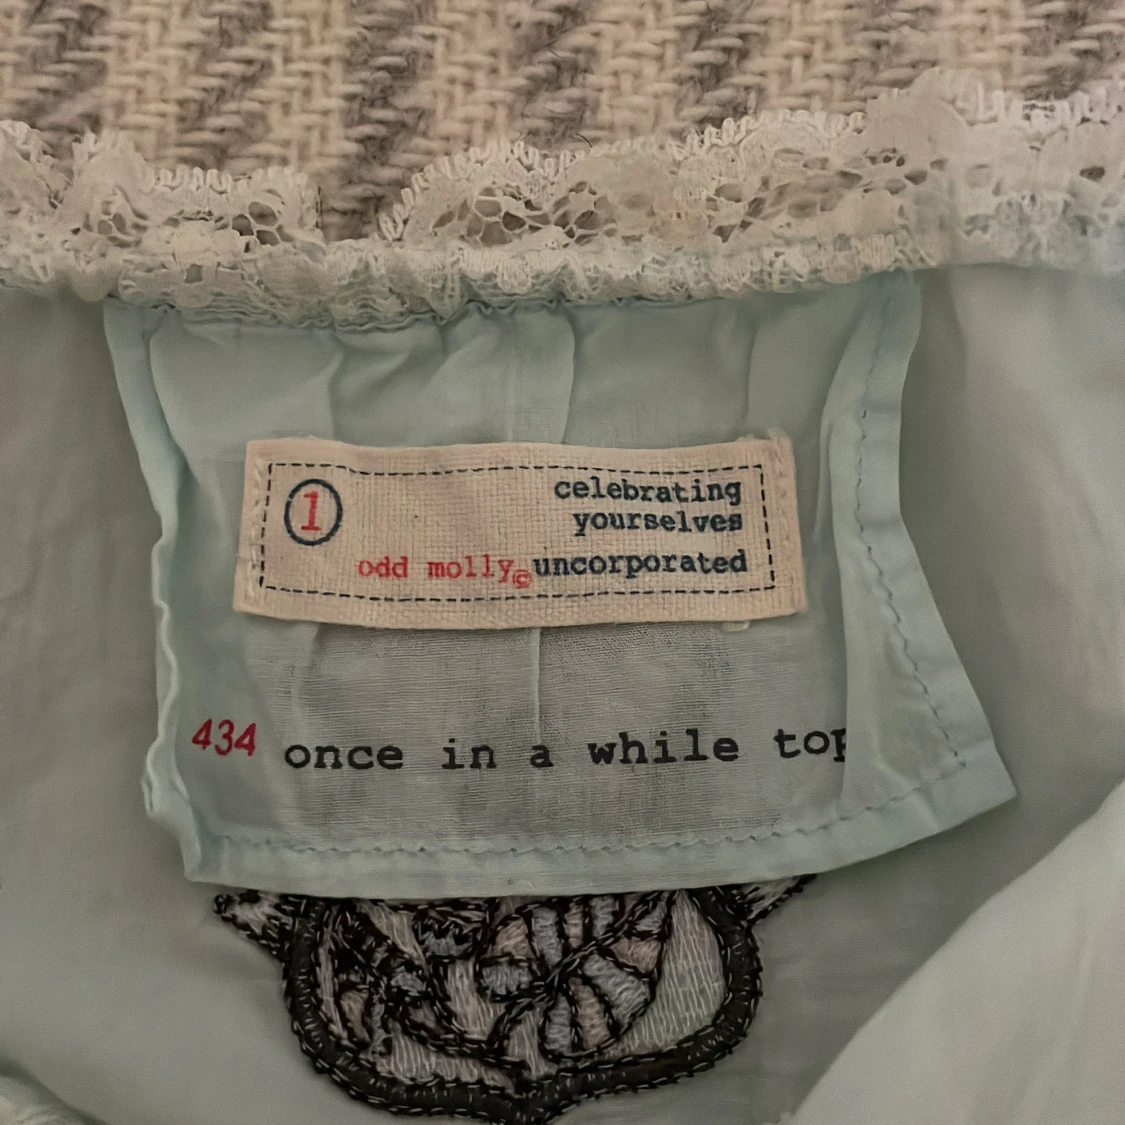 1
celebrating
yourselves
odd molly© uncorporated
434 once in a while top